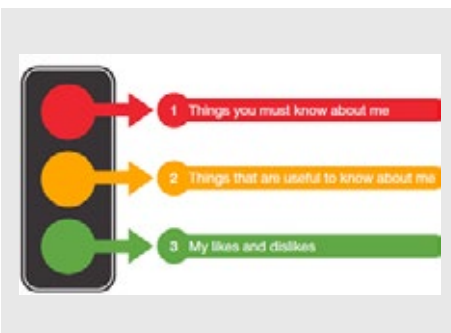 1 Things you must know about me
2 Things that are useful to know about me
3 My likes and dislikes